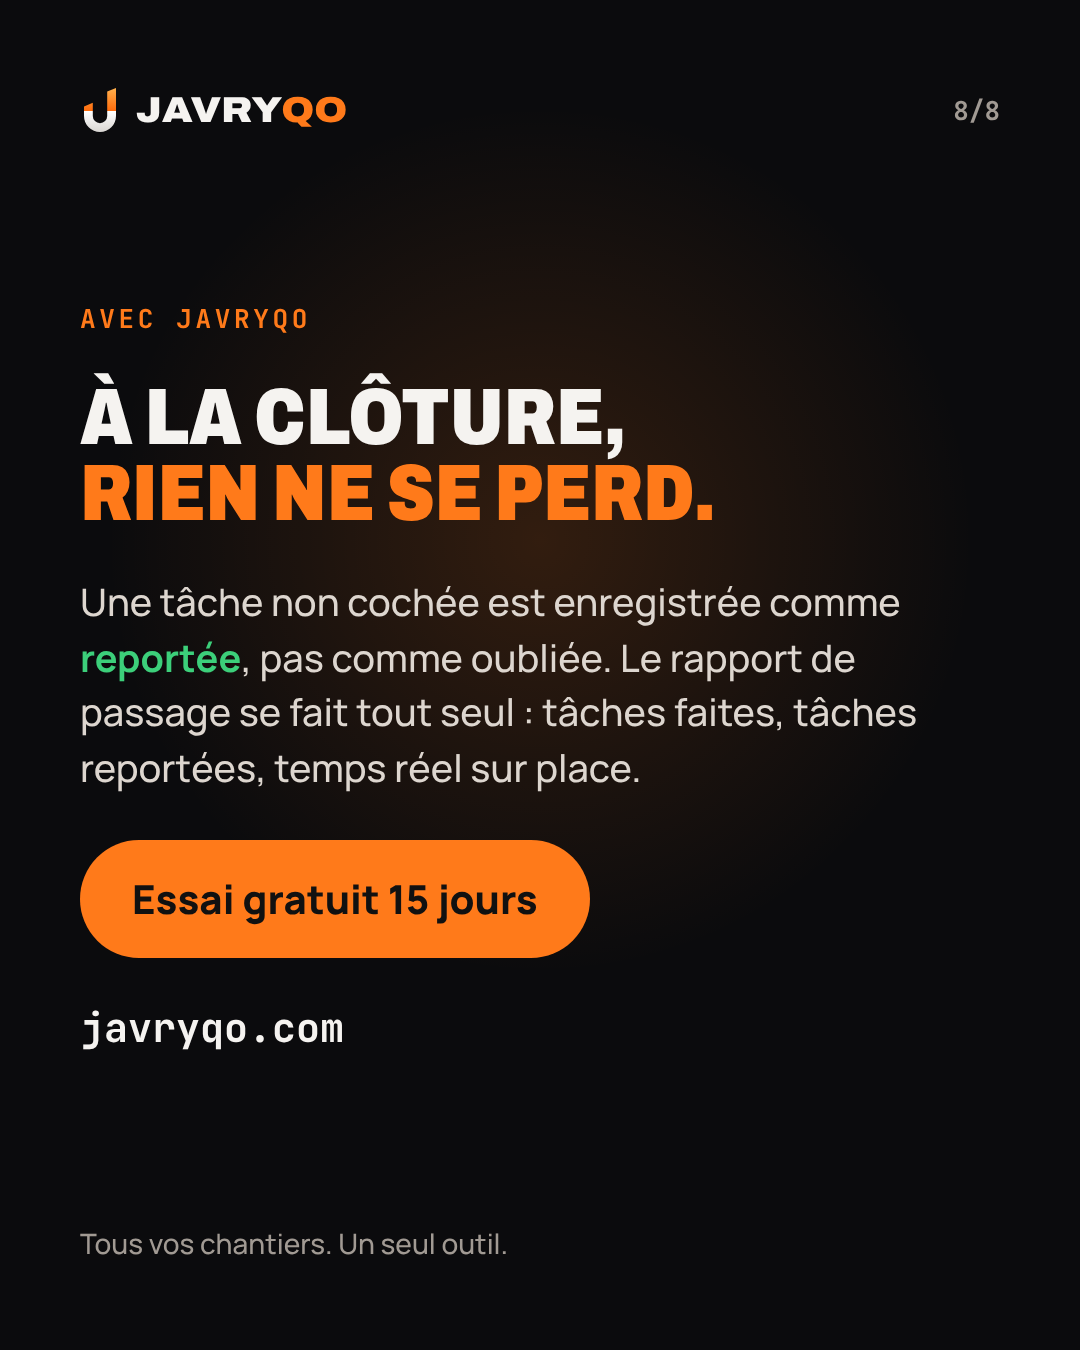 JAVRYQO
8/8
AVEC JAVRYQO
À LA CLÔTURE,
RIEN NE SE PERD.
Une tâche non cochée est enregistrée comme
reportée, pas comme oubliée. Le rapport de
passage se fait tout seul : tâches faites, tâches
reportées, temps réel sur place.
Essai gratuit 15 jours
javryqo.com
Tous vos chantiers. Un seul outil.